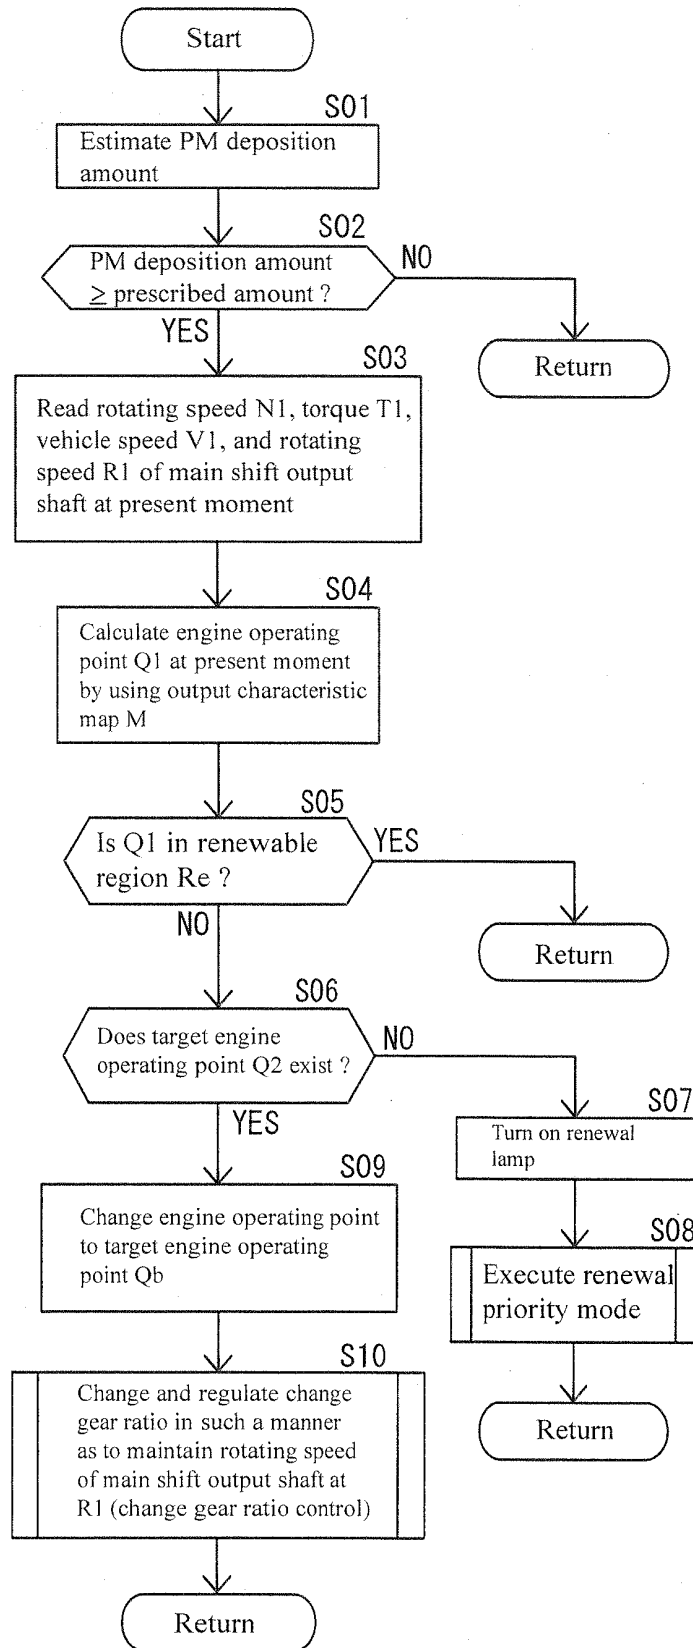 Start
S01
Estimate PM deposition
amount
S02
PM deposition amount
≥ prescribed amount ?
NO
YES
Return
S03
Read rotating speed N1, torque T1,
vehicle speed V1, and rotating
speed R1 of main shift output
shaft at present moment
S04
Calculate engine operating
point Q1 at present moment
by using output characteristic
map M
S05
Is Q1 in renewable
region Re ?
YES
NO
Return
S06
Does target engine
operating point Q2 exist ?
NO
YES
S07
Turn on renewal
lamp
S09
Change engine operating point
to target engine operating
point Qb
S08
Execute renewal
priority mode
S10
Change and regulate change
gear ratio in such a manner
as to maintain rotating speed
of main shift output shaft at
R1 (change gear ratio control)
Return
Return